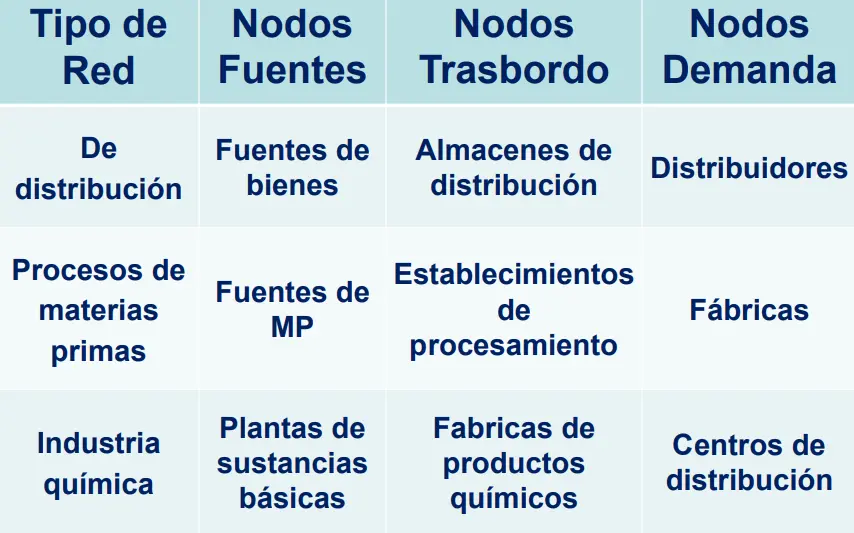 Tipo de
Red
Nodos
Fuentes
Nodos
Trasbordo
Nodos
Demanda
De
distribución
Fuentes de
bienes
Almacenes de
distribución
Distribuidores
Procesos de
materias
primas
Fuentes de
MP
Establecimientos
de
procesamiento
Fábricas
Industria
química
Plantas de
sustancias
básicas
Fabricas de
productos
químicos
Centros de
distribución